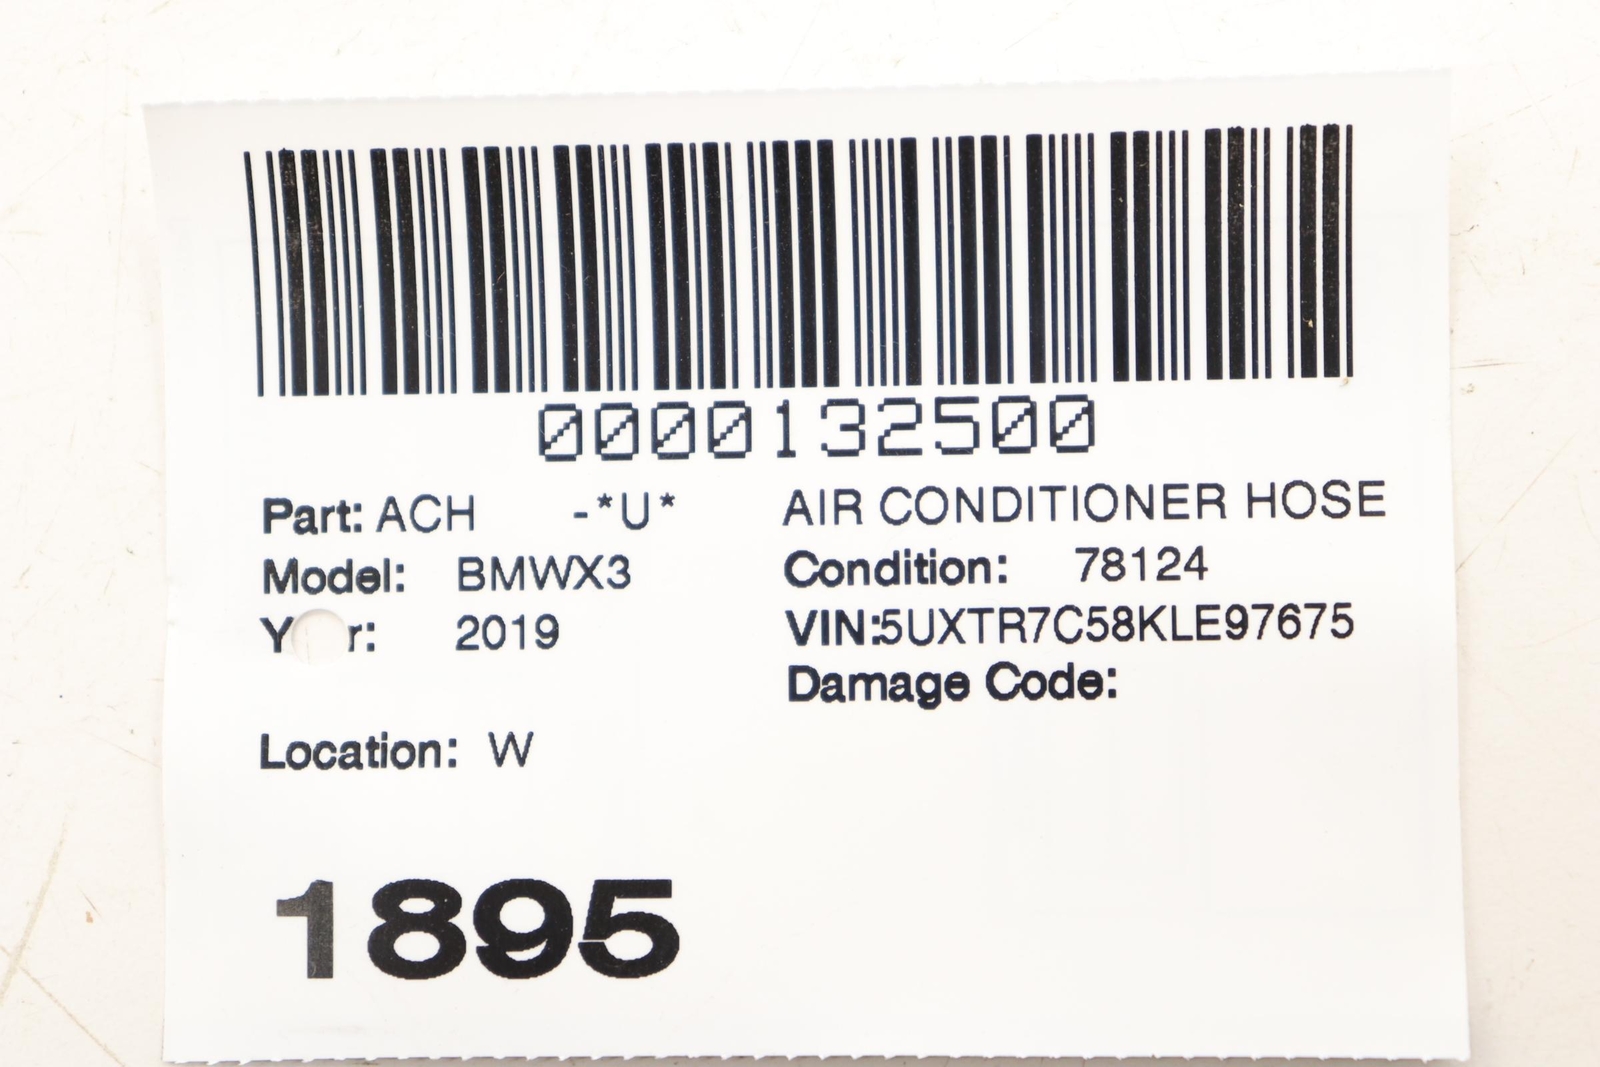 0000132500
Part: ACH -*U* AIR CONDITIONER HOSE
Model: BMWX3 Condition: 78124
Y r: 2019 VIN:5UXTR7C58KLE97675
Damage Code:
Location: W
1895